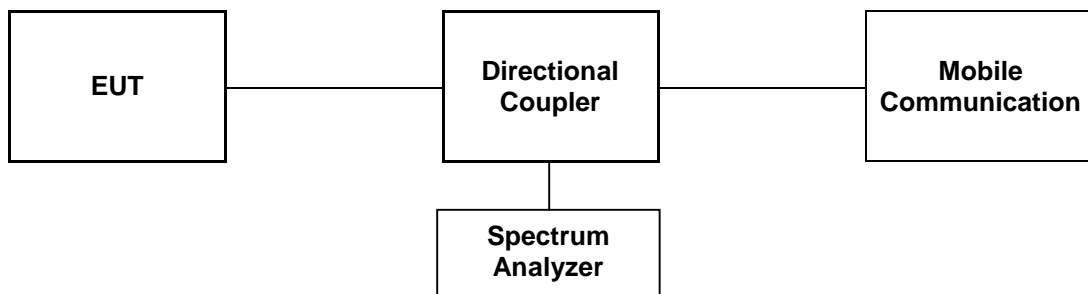 EUT
Directional
Coupler
Mobile
Communication
Spectrum
Analyzer